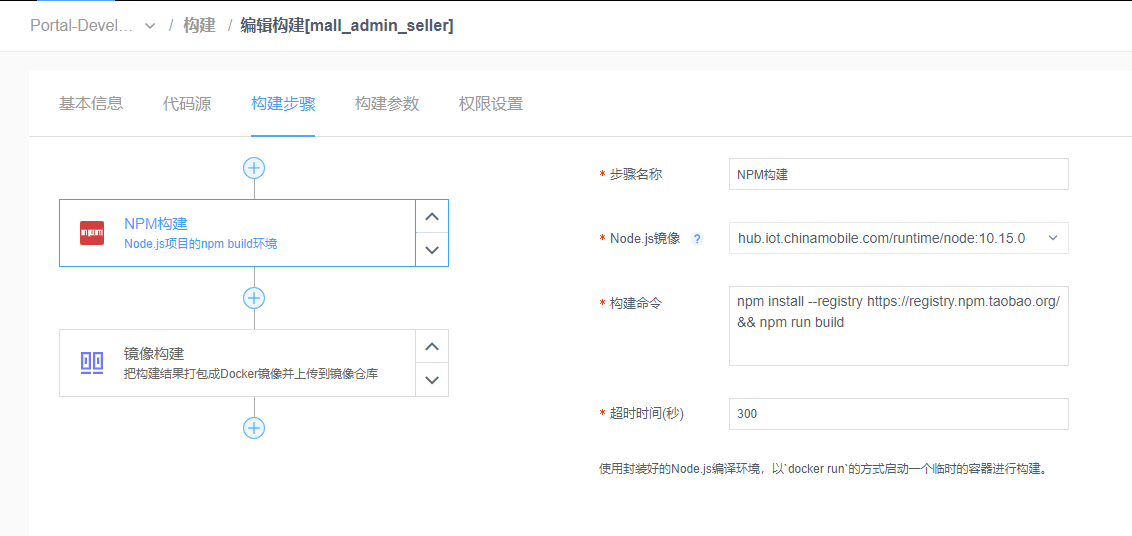 Portal-Devel... / 构建 / 编辑构建[mall_admin_seller]
基本信息 代码源 构建步骤 构建参数 权限设置
NPM构建
Node.js项目的npm build环境
镜像构建
把构建结果打包成Docker镜像并上传到镜像仓库
* 步骤名称 NPM构建
* Node.js镜像 ? hub.iot.chinamobile.com/runtime/node:10.15.0
* 构建命令 npm install --registry https://registry.npm.taobao.org/
&& npm run build
* 超时时间(秒) 300
使用封装好的Node.js编译环境，以`docker run`的方式启动一个临时的容器进行构建。